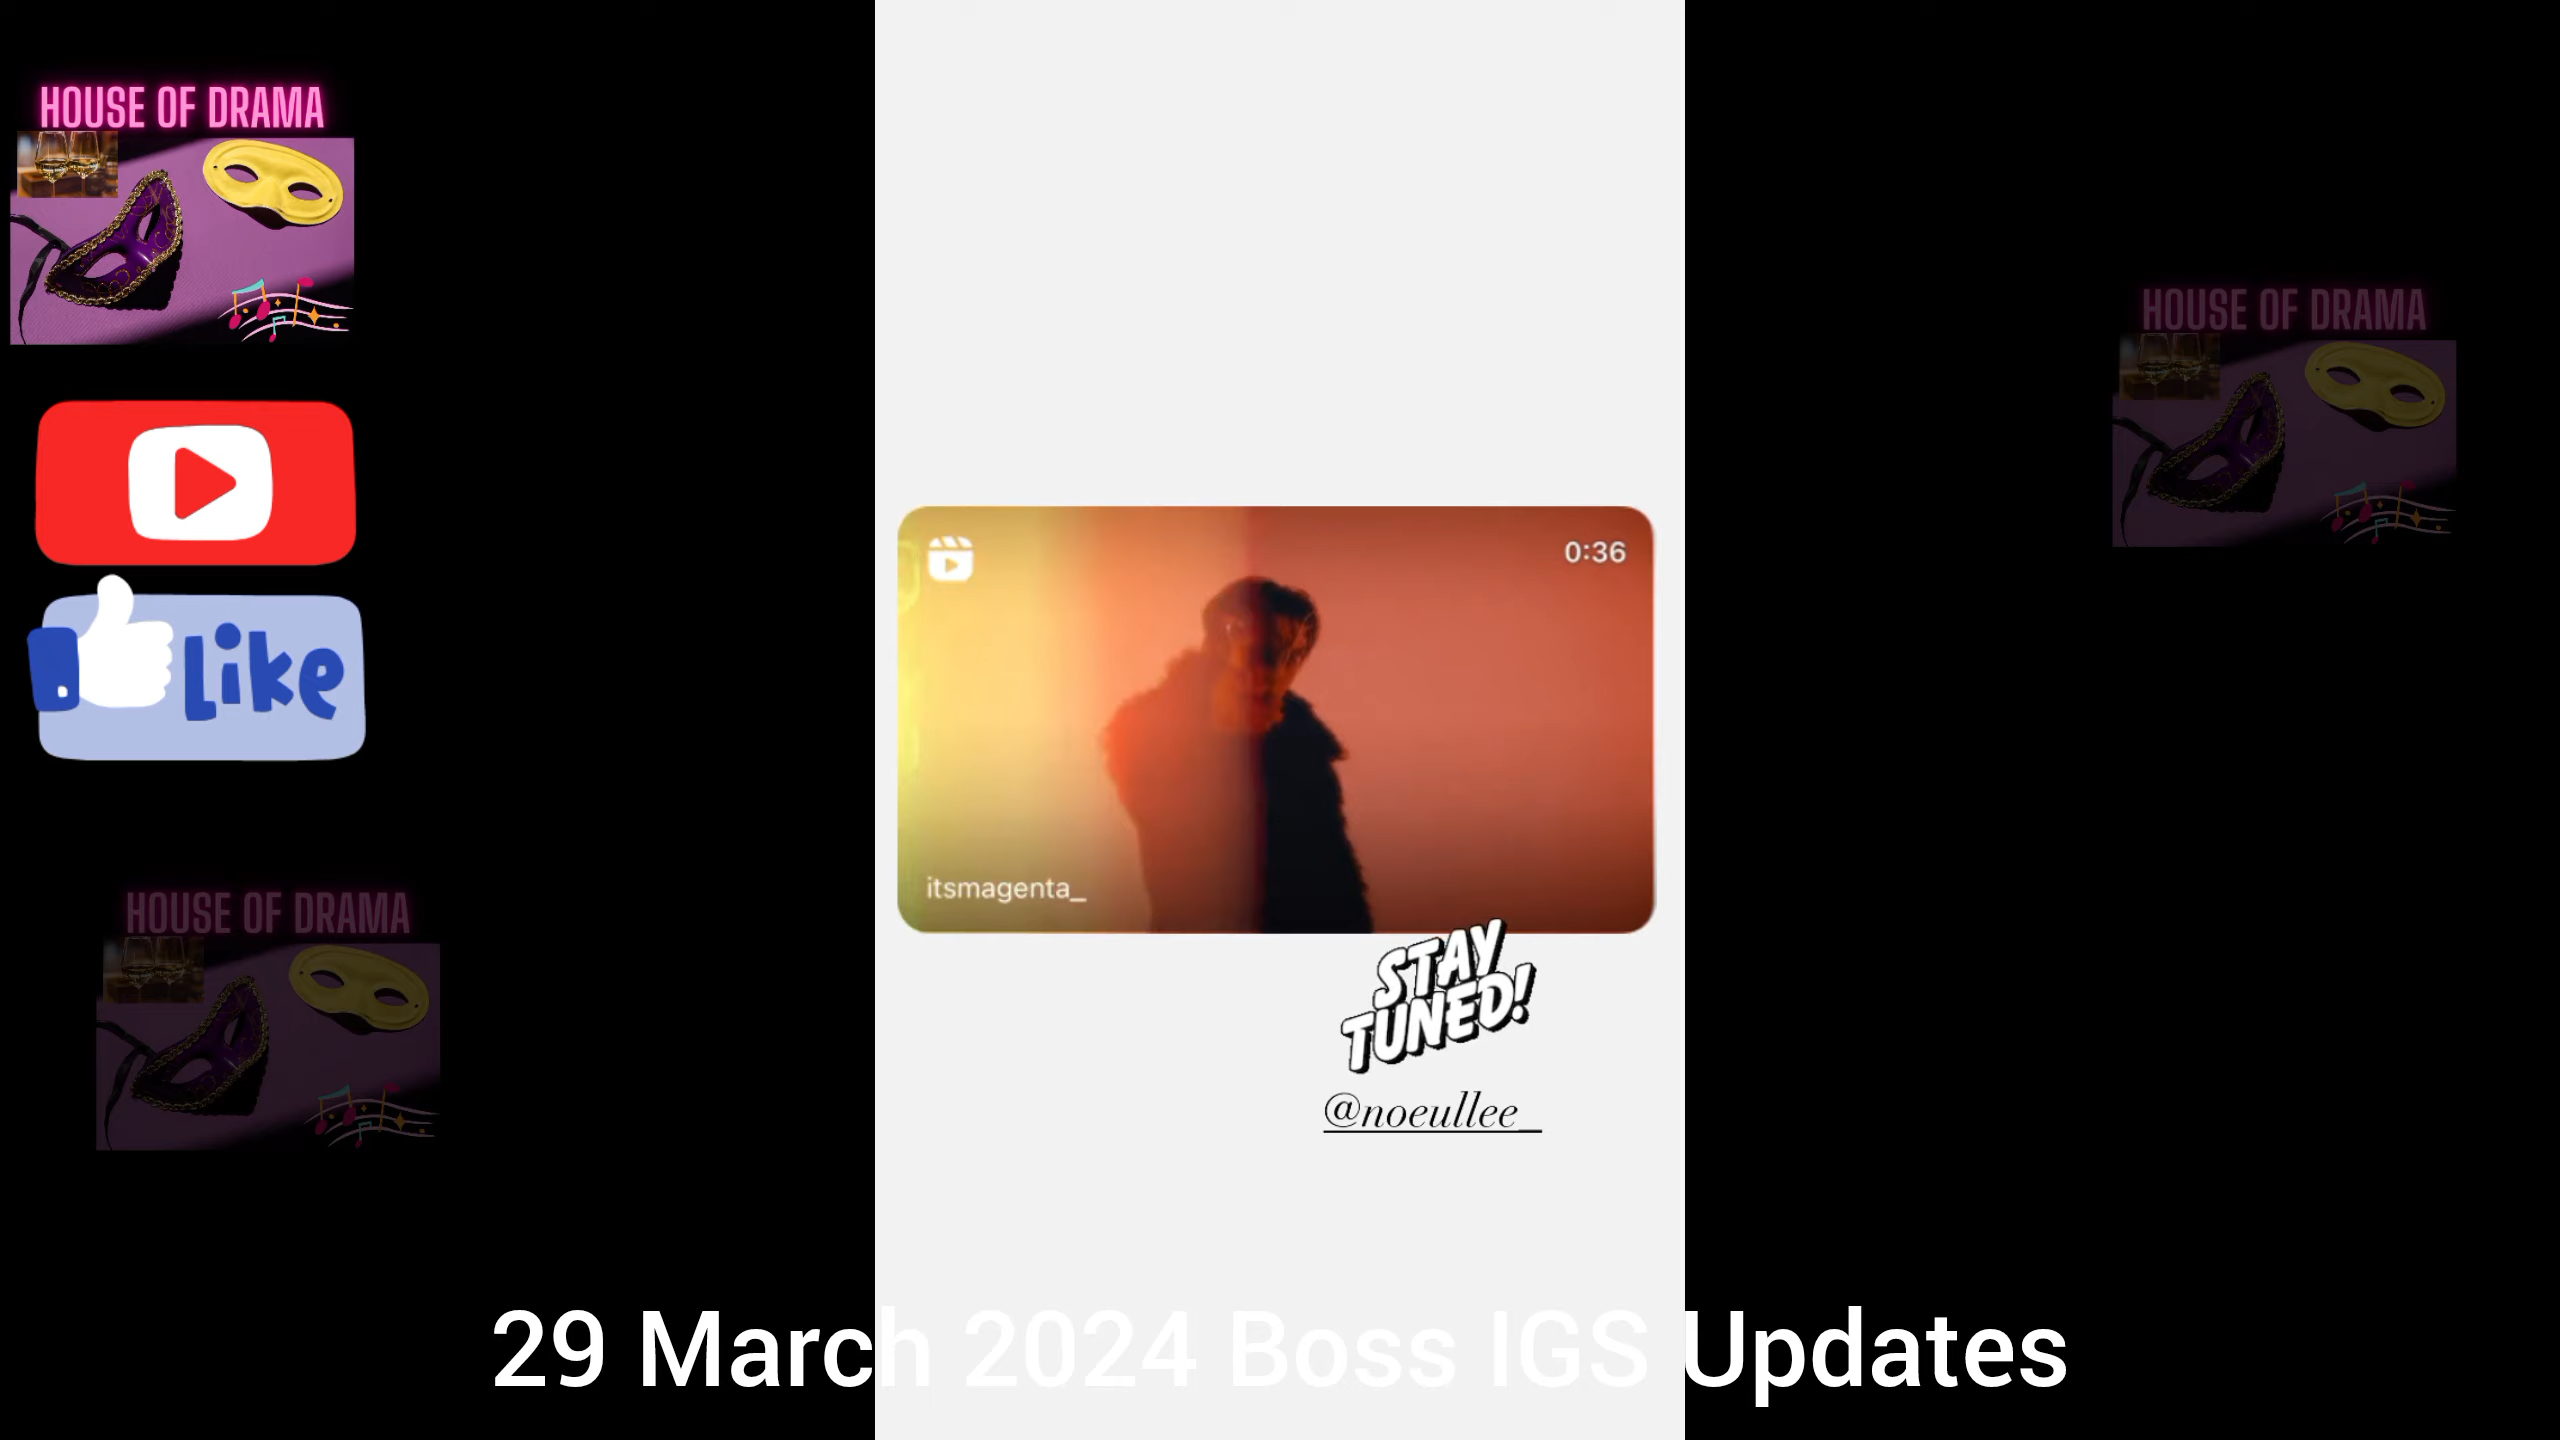 HOUSE OF DRAMA
Like
HOUSE OF DRAMA
0:36
itsmagenta_
STAY
TUNED!
@noeullee_
HOUSE OF DRAMA
29 March 2024 Boss IGS Updates